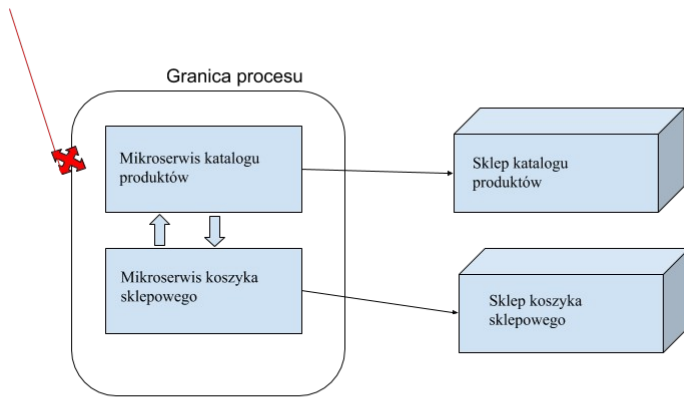 Granica procesu
Mikroserwis katalogu
produktów
Sklep katalogu
produktów
Mikroserwis koszyka
sklepowego
Sklep koszyka
sklepowego